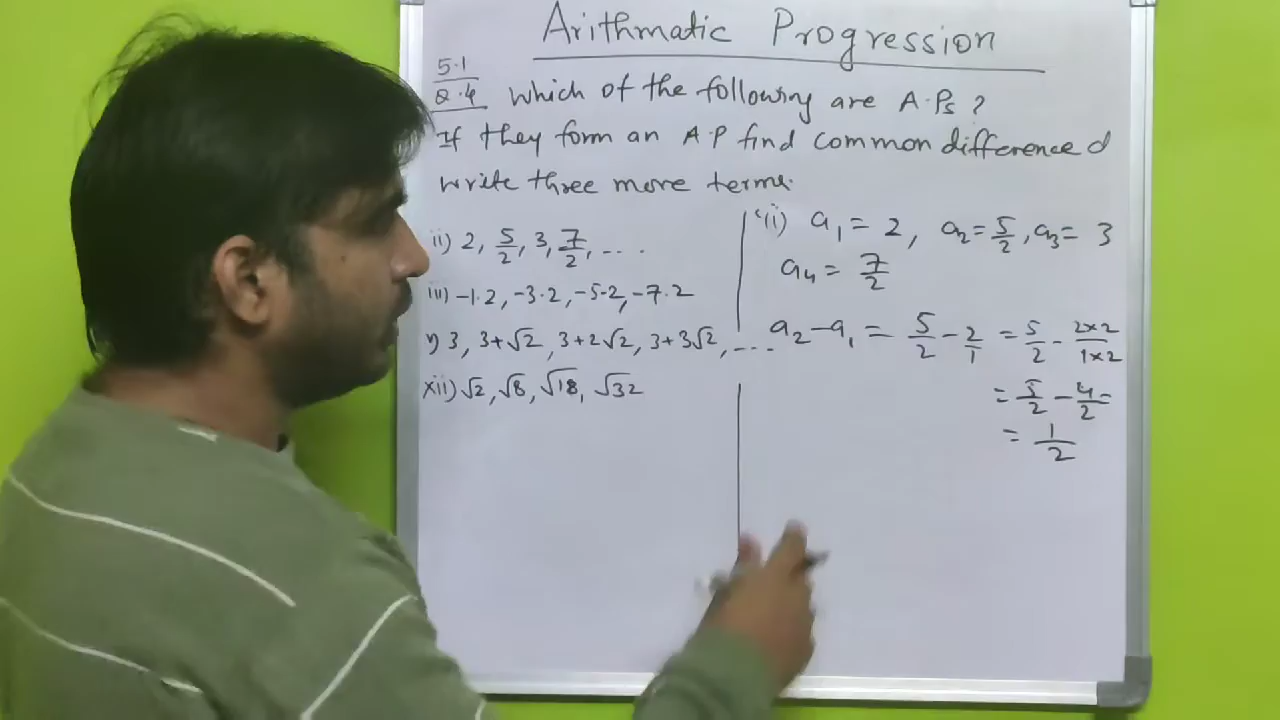 Arithmatic Progression
5.1
Q.4 Which of the following are A.Ps ?
If they form an A.P find common difference d
write three more terms.
ii) 2, 5/2, 3, 7/2, ....
iii) -1.2, -3.2, -5.2, -7.2
v) 3, 3+√2, 3+2√2, 3+3√2, ....
xii) √2, √8, √18, √32
(ii) a₁ = 2, a₂ = 5/2, a₃ = 3
a₄ = 7/2
a₂ - a₁ = 5/2 - 2/1 = 5/2 - 2×2/1×2
= 5/2 - 4/2 =
= 1/2